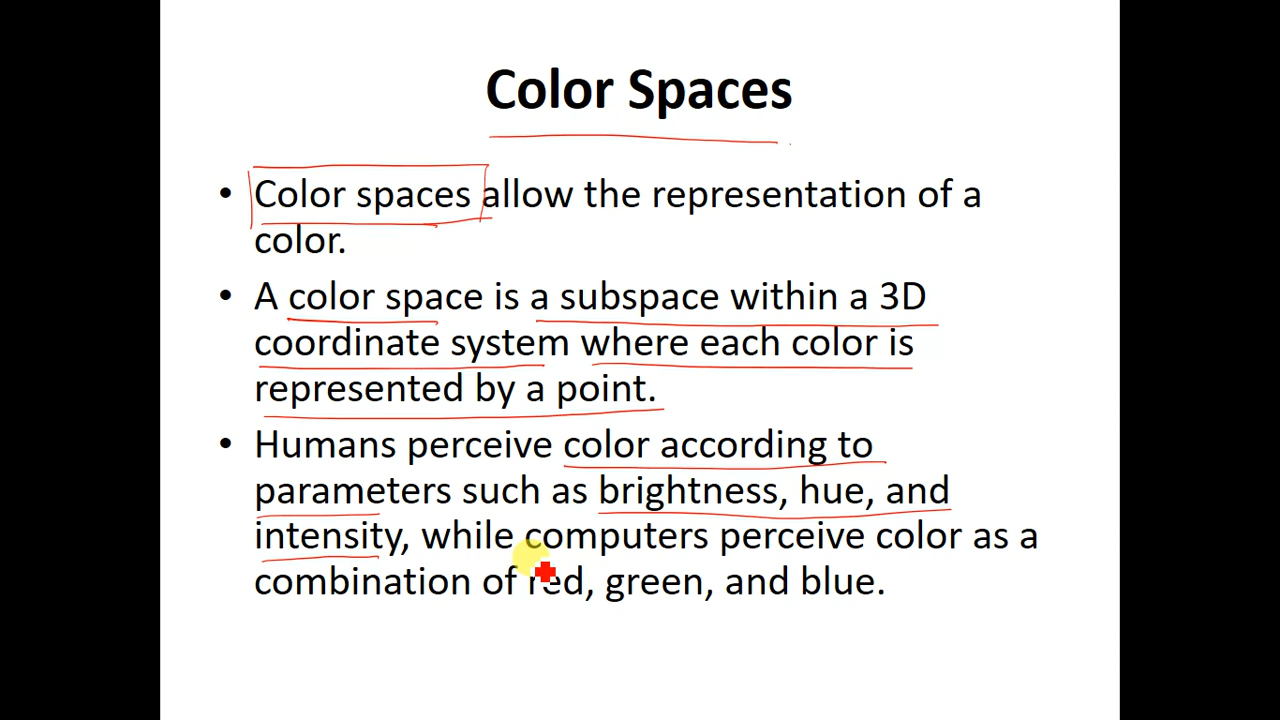 Color Spaces
• Color spaces allow the representation of a
color.
• A color space is a subspace within a 3D
coordinate system where each color is
represented by a point.
• Humans perceive color according to
parameters such as brightness, hue, and
intensity, while computers perceive color as a
combination of red, green, and blue.